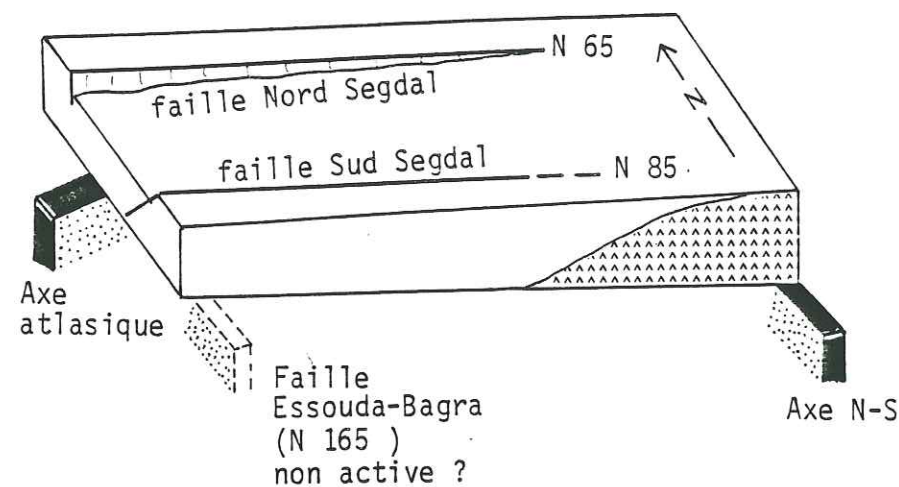 N 65
faille Nord Segdal
N
faille Sud Segdal
N 85
Axe
atlasique
Faille
Essouda-Bagra
(N 165 )
non active ?
Axe N-S